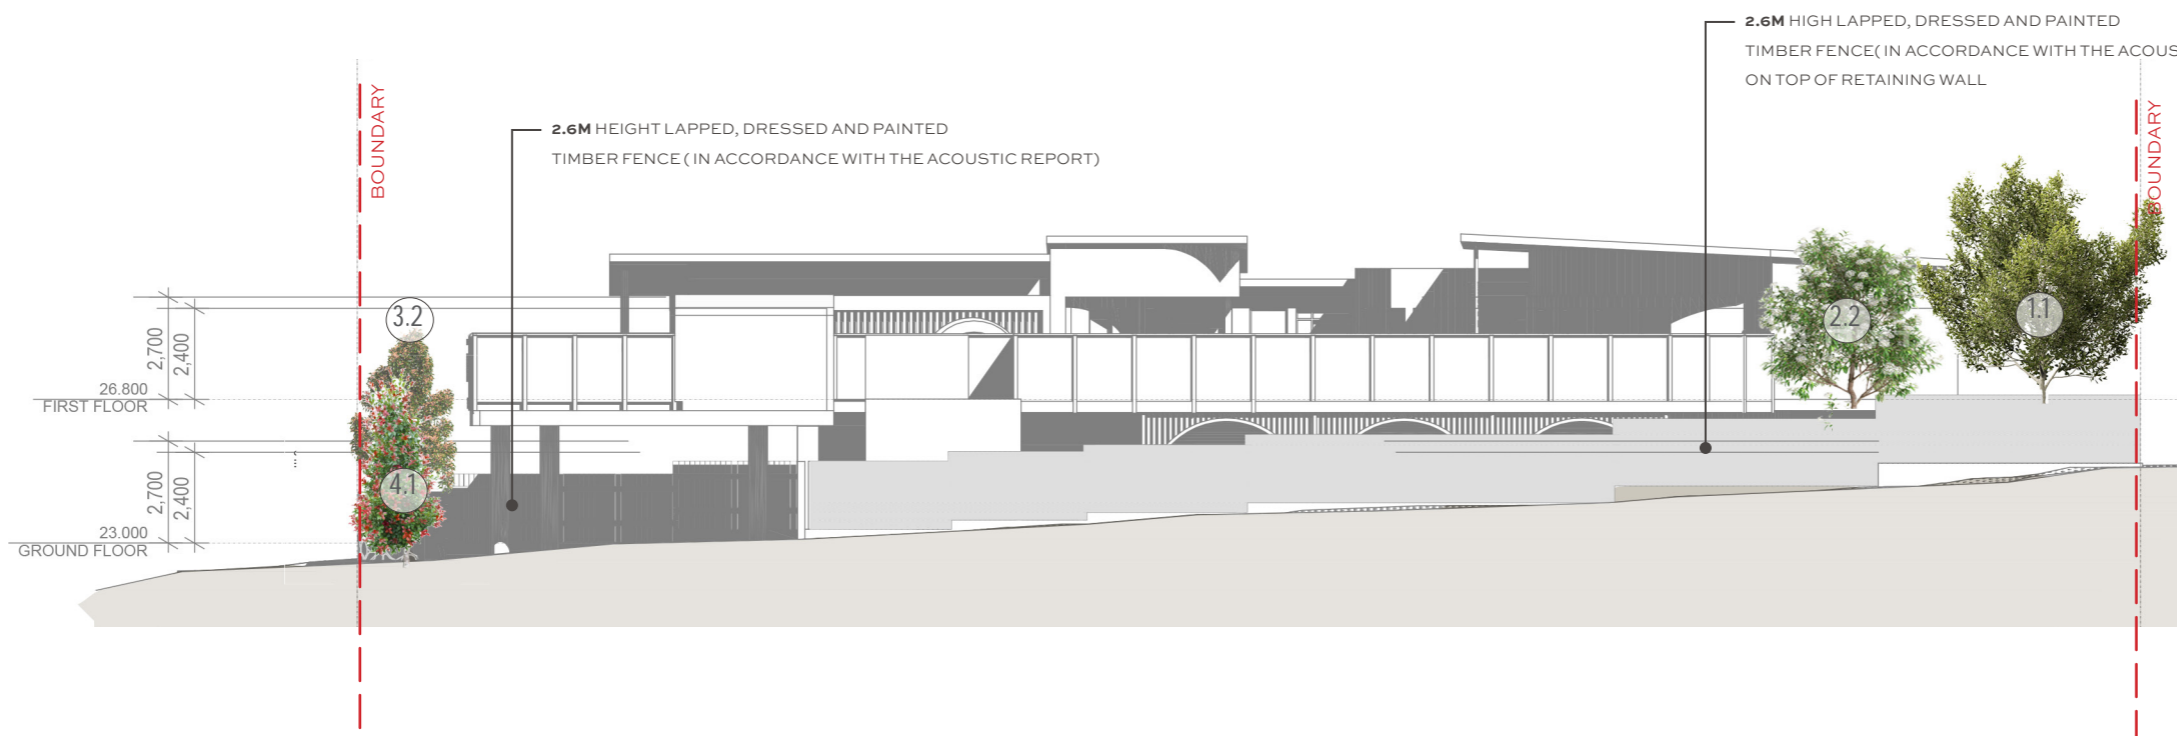 2.6M HIGH LAPPED, DRESSED AND PAINTED
TIMBER FENCE( IN ACCORDANCE WITH THE ACOUS
ON TOP OF RETAINING WALL
2.6M HEIGHT LAPPED, DRESSED AND PAINTED
TIMBER FENCE ( IN ACCORDANCE WITH THE ACOUSTIC REPORT)
BOUNDARY
BOUNDARY
3.2
2.2
1.1
2,700
2,400
26.800
FIRST FLOOR
4.1
2,700
2,400
23.000
GROUND FLOOR